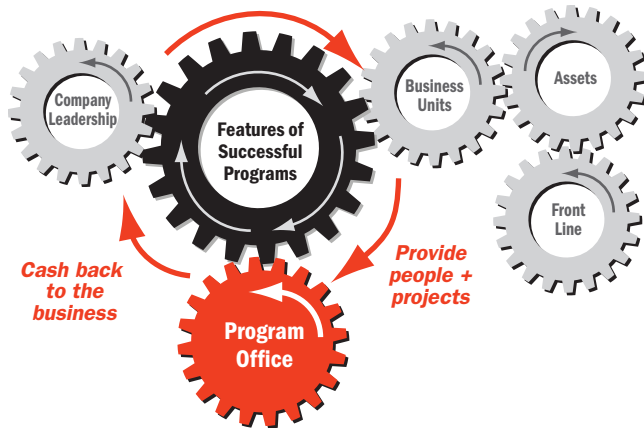 Company
Leadership
Features of
Successful
Programs
Business
Units
Assets
Front
Line
Cash back
to the
business
Provide
people +
projects
Program
Office